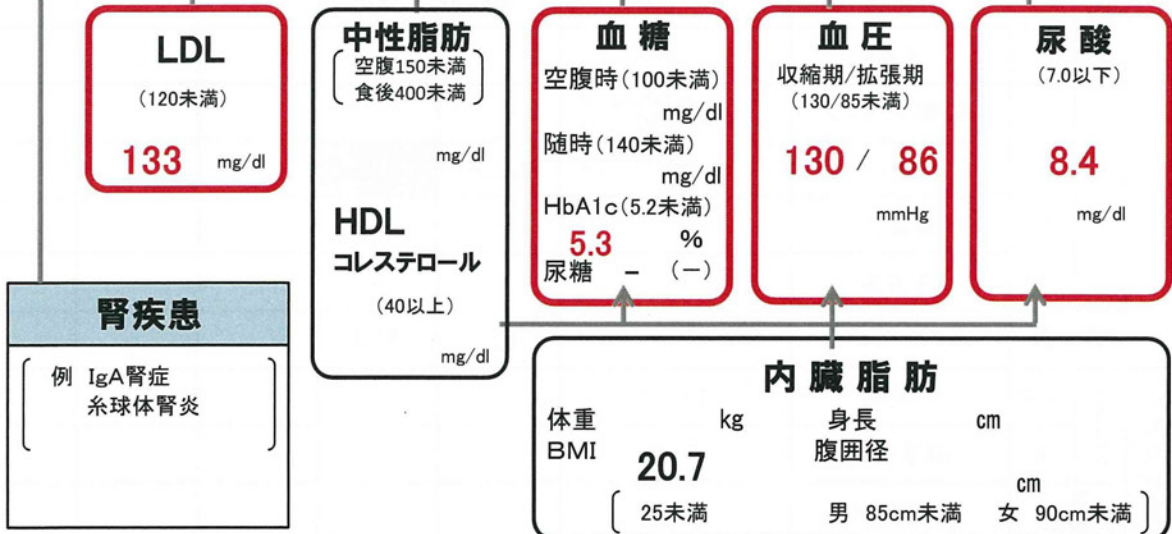 LDL
(120未満)
133 mg/dl
中性脂肪
空腹150未満
食後400未満
mg/dl
HDL
コレステロール
(40以上)
mg/dl
血糖
空腹時(100未満)
mg/dl
随時(140未満)
mg/dl
HbA1c(5.2未満)
5.3 %
尿糖 − (−)
血圧
収縮期/拡張期
(130/85未満)
130 / 86
mmHg
尿酸
(7.0以下)
8.4
mg/dl
腎疾患
例 IgA腎症
糸球体腎炎
内臓脂肪
体重 kg 身長 cm
BMI 20.7 腹囲径
cm
25未満 男 85cm未満 女 90cm未満